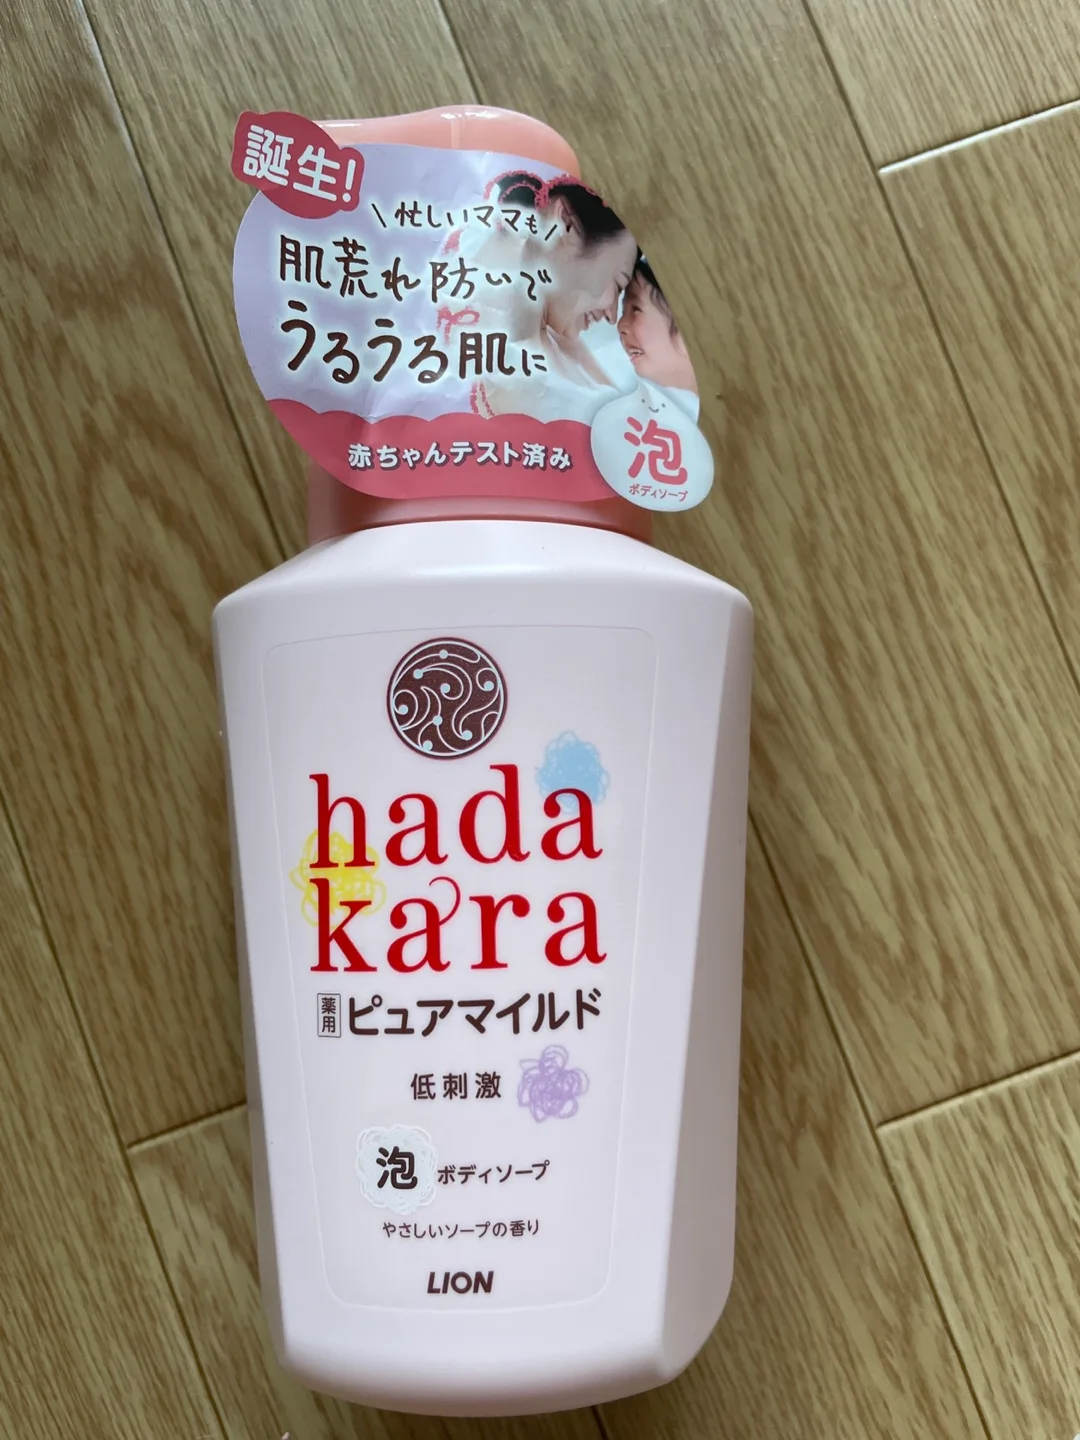 誕生!
\ 忙しいママも /
肌荒れ防いで
うるうる肌に
赤ちゃんテスト済み
泡
ボディソープ
hada
kara
薬用 ピュアマイルド
低刺激
泡 ボディソープ
やさしいソープの香り
LION